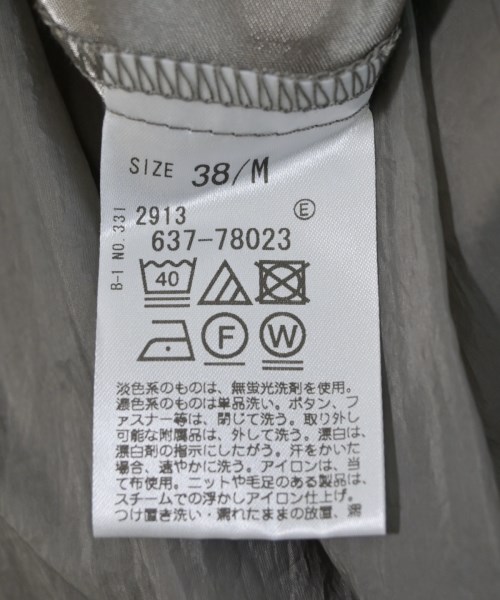 SIZE 38/M
B-1 NO.331
2913 Ⓔ
637-78023
40
F W
淡色系のものは、無蛍光洗剤を使用。
濃色系のものは単品洗い。ボタン、フ
ァスナー等は、閉じて洗う。取り外し
可能な附属品は、外して洗う。漂白は、
漂白剤の指示にしたがう。汗をかいた
場合、速やかに洗う。アイロンは、当
て布使用。ニットや毛足のある製品は、
スチームでの浮かしアイロン仕上げ。
つけ置き洗い・濡れたままの放置、濡